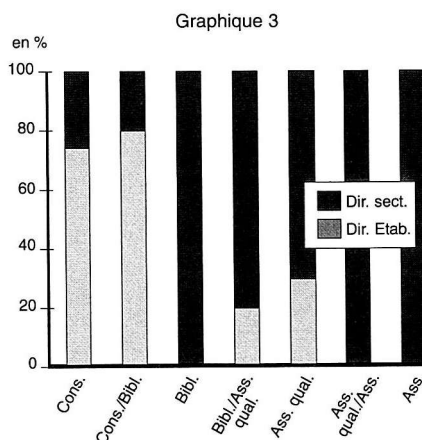 Graphique 3
en %
100
80
60
40
20
0
Dir. sect.
Dir. Etab.
Cons.
Cons./Bibl.
Bibl.
Bibl./Ass.
qual.
Ass. qual.
Ass.
qual./Ass.
Ass